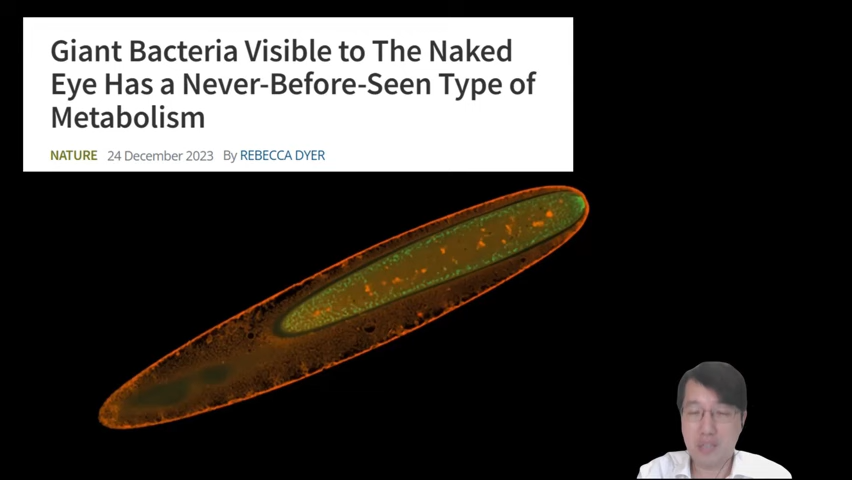 Giant Bacteria Visible to The Naked
Eye Has a Never-Before-Seen Type of
Metabolism
NATURE 24 December 2023 By REBECCA DYER